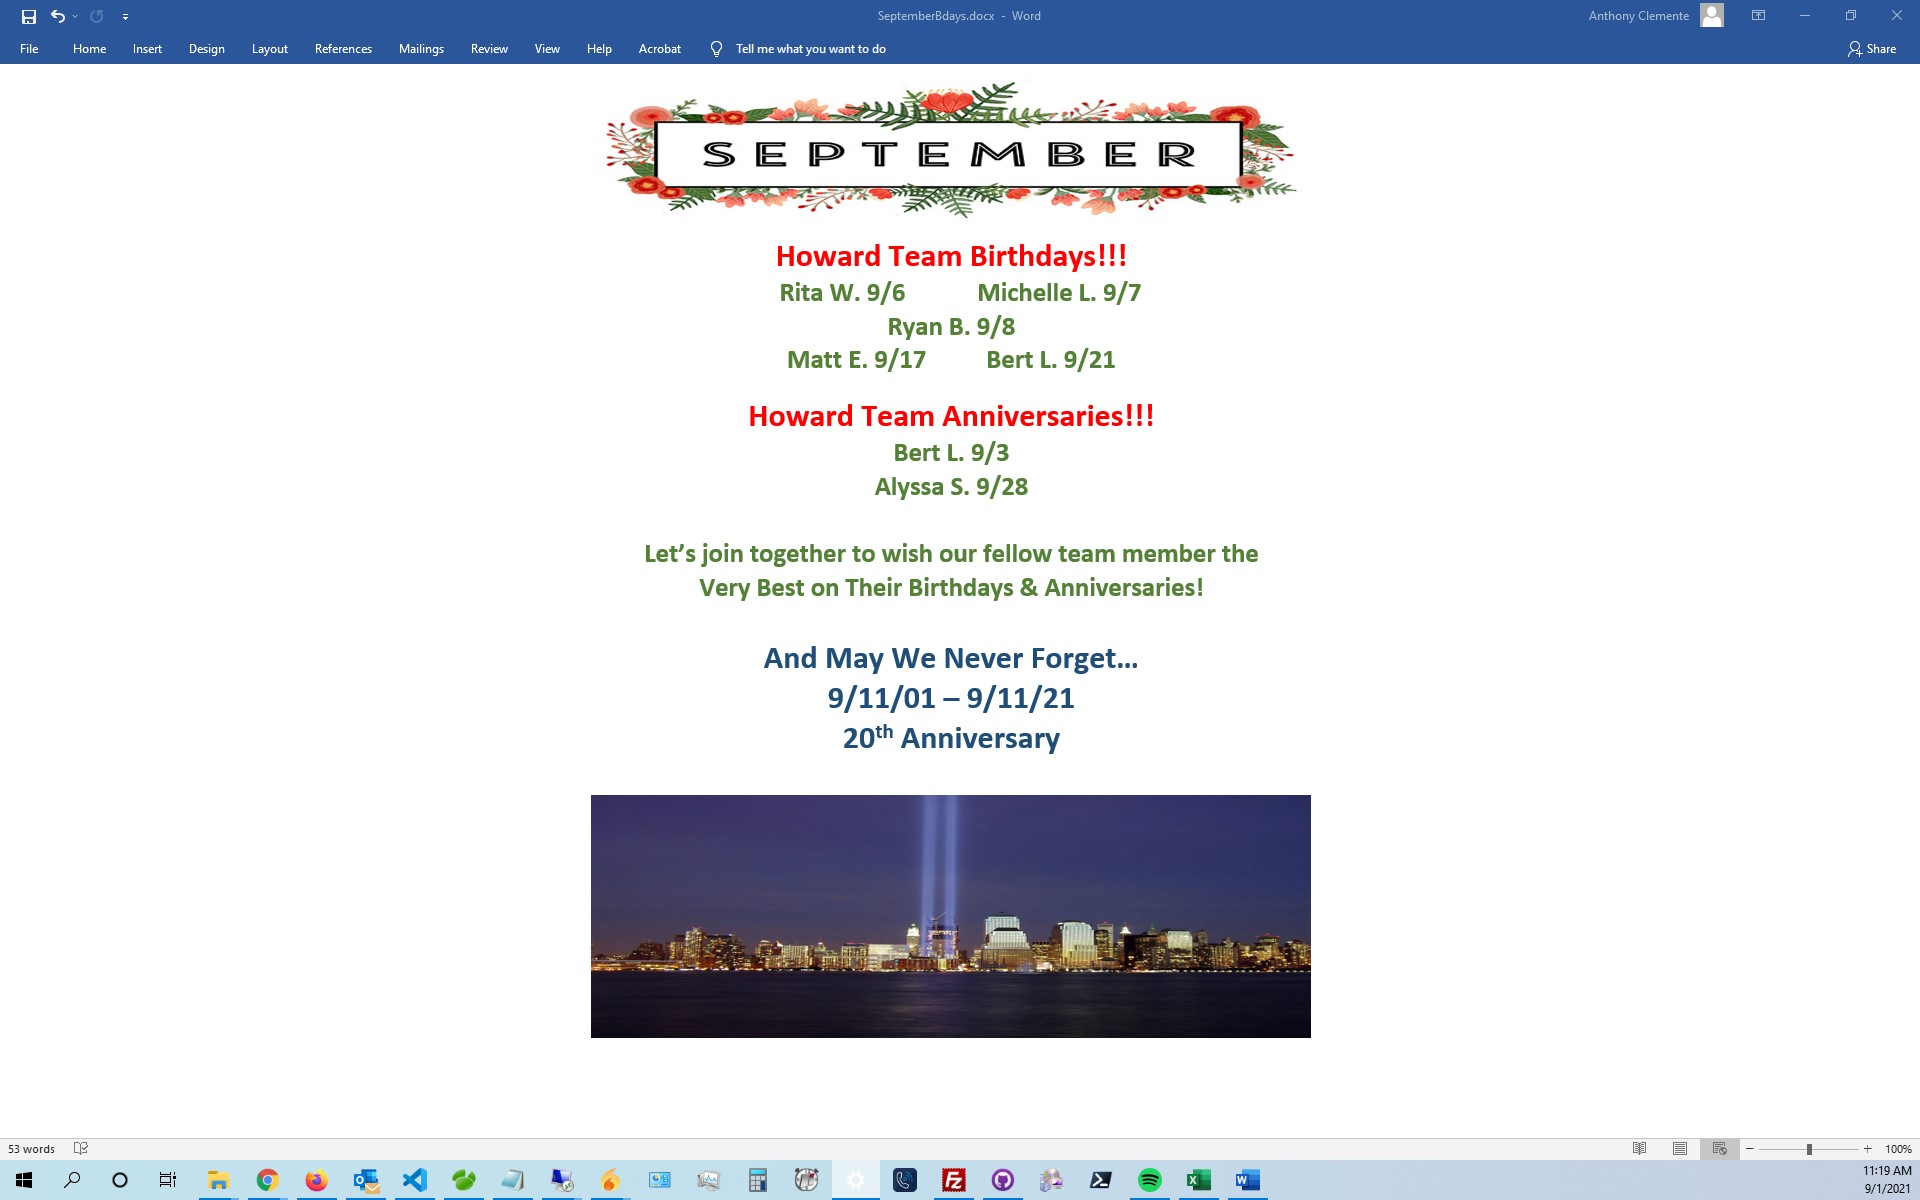 SeptemberBdays.docx - Word
Anthony Clemente
File Home Insert Design Layout References Mailings Review View Help Acrobat Tell me what you want to do Share
SEPTEMBER
Howard Team Birthdays!!!
Rita W. 9/6 Michelle L. 9/7
Ryan B. 9/8
Matt E. 9/17 Bert L. 9/21
Howard Team Anniversaries!!!
Bert L. 9/3
Alyssa S. 9/28
Let’s join together to wish our fellow team member the
Very Best on Their Birthdays & Anniversaries!
And May We Never Forget…
9/11/01 – 9/11/21
20th Anniversary
53 words
100%
11:19 AM
9/1/2021